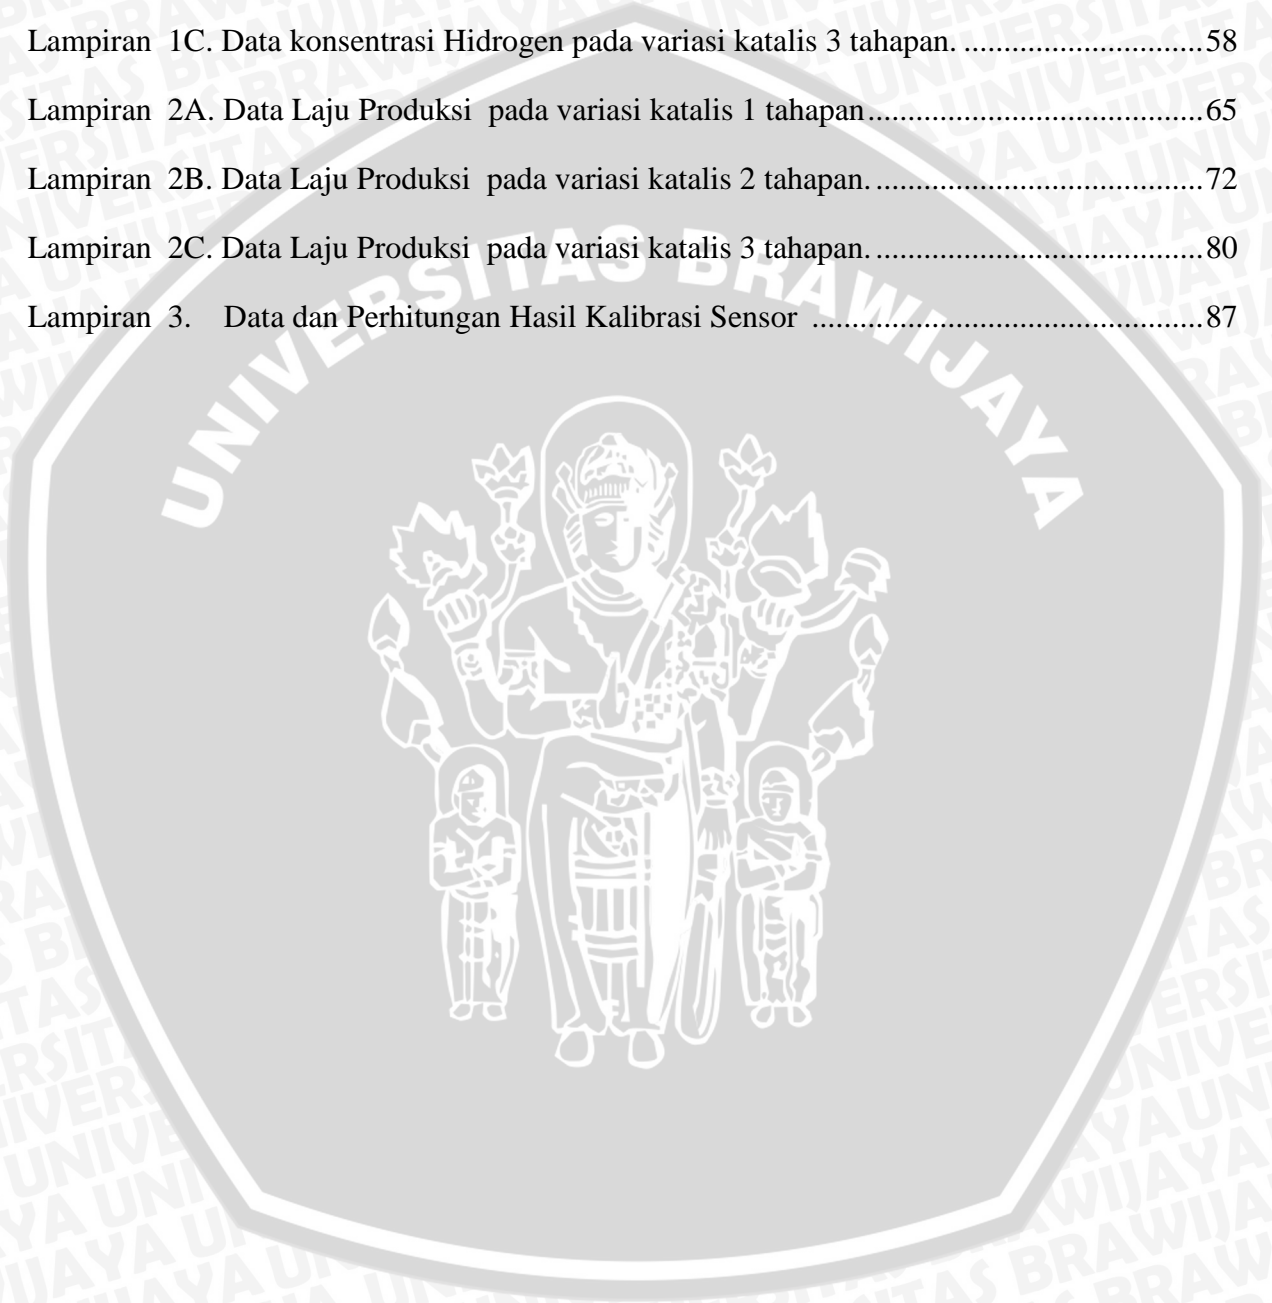 Lampiran 1C. Data konsentrasi Hidrogen pada variasi katalis 3 tahapan. ..............................58
Lampiran 2A. Data Laju Produksi pada variasi katalis 1 tahapan.........................................65
Lampiran 2B. Data Laju Produksi pada variasi katalis 2 tahapan. ........................................72
Lampiran 2C. Data Laju Produksi pada variasi katalis 3 tahapan. ........................................80
Lampiran 3. Data dan Perhitungan Hasil Kalibrasi Sensor ................................................87
UNIVERSITAS BRAWIJAYA